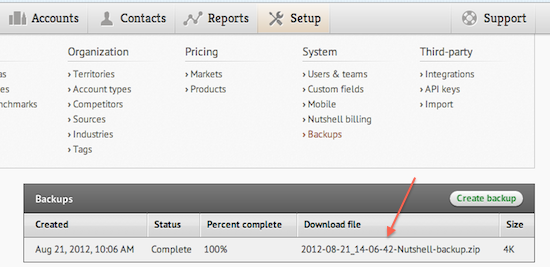 Accounts Contacts Reports Setup Support
Organization Pricing System Third-party
› Territories › Markets › Users & teams › Integrations
› Account types › Products › Custom fields › API keys
› Competitors › Mobile › Import
› Sources › Nutshell billing
› Industries › Backups
› Tags
Backups Create backup
Created Status Percent complete Download file Size
Aug 21, 2012, 10:06 AM Complete 100% 2012-08-21_14-06-42-Nutshell-backup.zip 4K